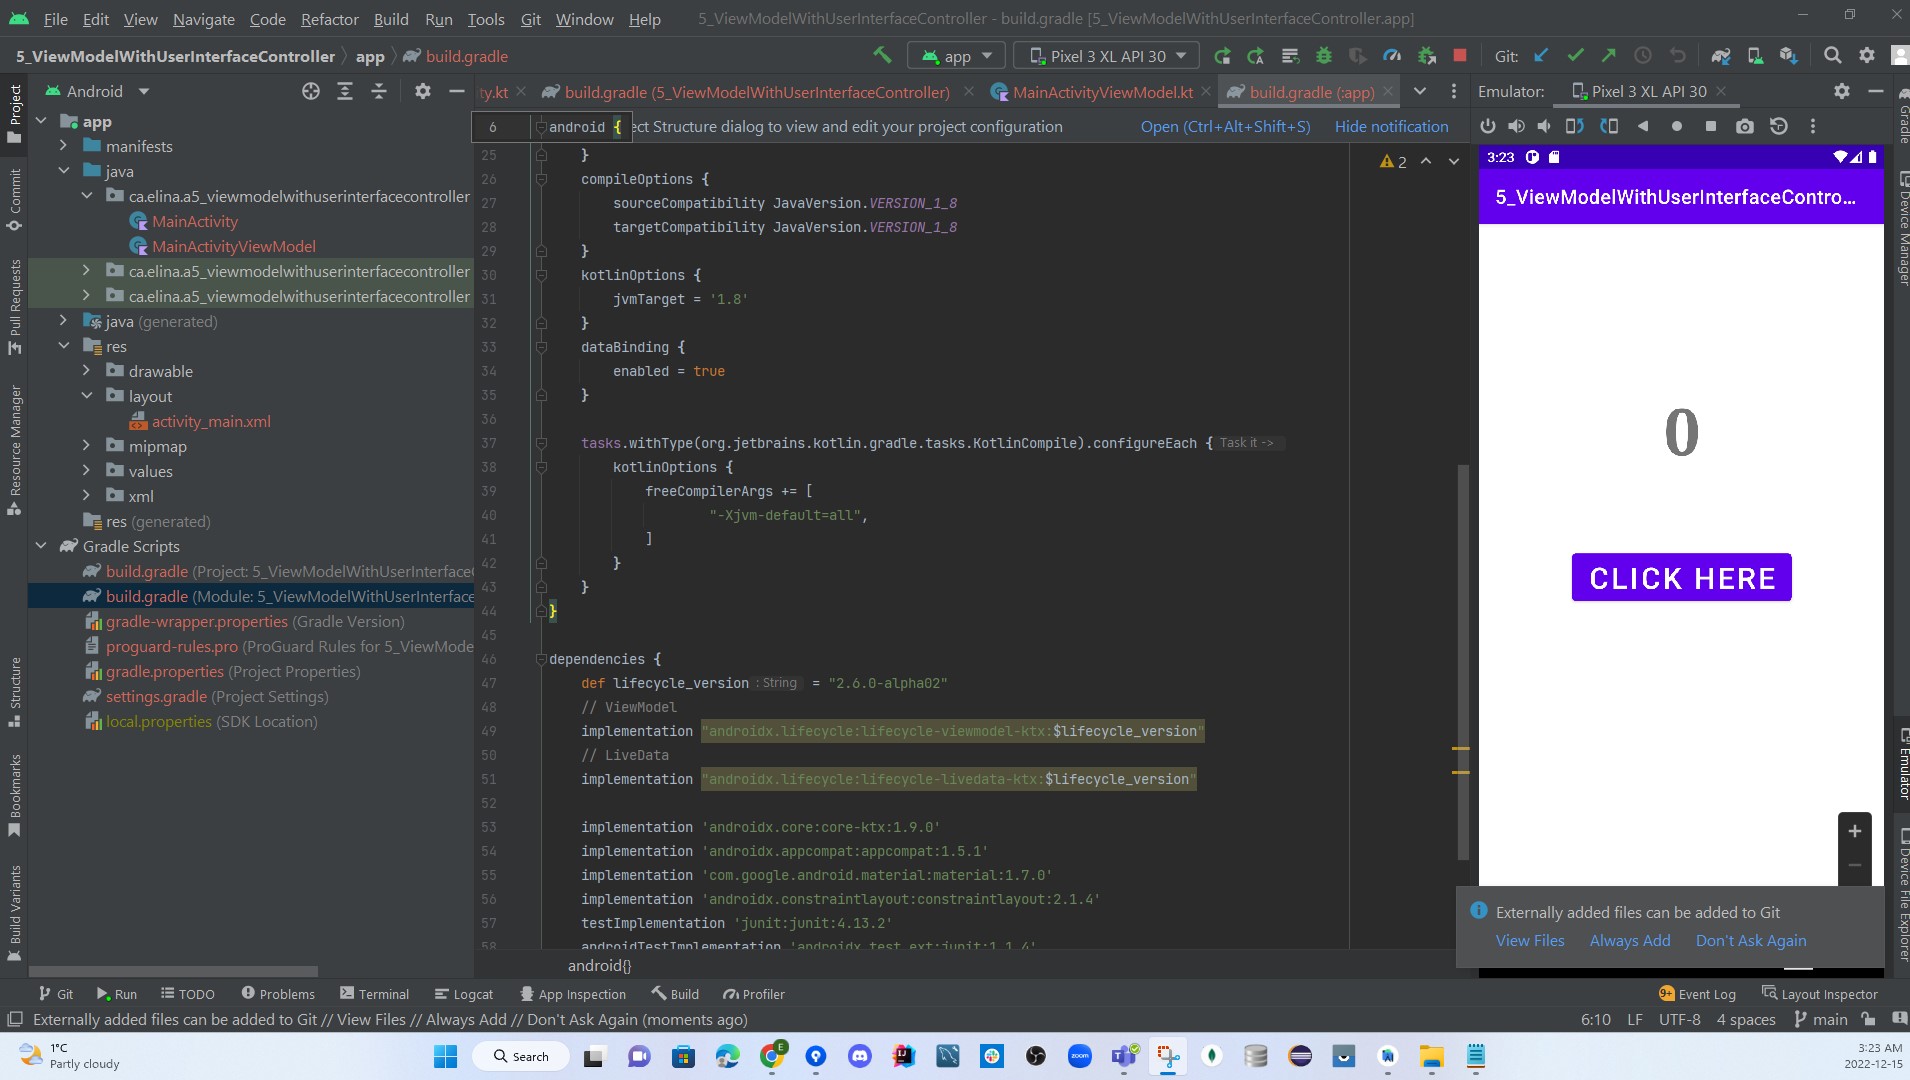 File Edit View Navigate Code Refactor Build Run Tools Git Window Help 5_ViewModelWithUserInterfaceController - build.gradle [5_ViewModelWithUserInterfaceController.app]
5_ViewModelWithUserInterfaceController app build.gradle app Pixel 3 XL API 30 Git:
Android ty.kt build.gradle (5_ViewModelWithUserInterfaceController) MainActivityViewModel.kt build.gradle (:app) Emulator: Pixel 3 XL API 30
6 android { ect Structure dialog to view and edit your project configuration Open (Ctrl+Alt+Shift+S) Hide notification
Project
Commit
Pull Requests
Resource Manager
Structure
Bookmarks
Build Variants
app
manifests
java
ca.elina.a5_viewmodelwithuserinterfacecontroller
MainActivity
MainActivityViewModel
ca.elina.a5_viewmodelwithuserinterfacecontroller
ca.elina.a5_viewmodelwithuserinterfacecontroller
java (generated)
res
drawable
layout
activity_main.xml
mipmap
values
xml
res (generated)
Gradle Scripts
build.gradle (Project: 5_ViewModelWithUserInterfaceC
build.gradle (Module: 5_ViewModelWithUserInterface
gradle-wrapper.properties (Gradle Version)
proguard-rules.pro (ProGuard Rules for 5_ViewMode
gradle.properties (Project Properties)
settings.gradle (Project Settings)
local.properties (SDK Location)
2
25 }
26 compileOptions {
27 sourceCompatibility JavaVersion.VERSION_1_8
28 targetCompatibility JavaVersion.VERSION_1_8
29 }
30 kotlinOptions {
31 jvmTarget = '1.8'
32 }
33 dataBinding {
34 enabled = true
35 }
36
37 tasks.withType(org.jetbrains.kotlin.gradle.tasks.KotlinCompile).configureEach { Task it ->
38 kotlinOptions {
39 freeCompilerArgs += [
40 "-Xjvm-default=all",
41 ]
42 }
43 }
44 }
45
46 dependencies {
47 def lifecycle_version : String = "2.6.0-alpha02"
48 // ViewModel
49 implementation "androidx.lifecycle:lifecycle-viewmodel-ktx:$lifecycle_version"
50 // LiveData
51 implementation "androidx.lifecycle:lifecycle-livedata-ktx:$lifecycle_version"
52
53 implementation 'androidx.core:core-ktx:1.9.0'
54 implementation 'androidx.appcompat:appcompat:1.5.1'
55 implementation 'com.google.android.material:material:1.7.0'
56 implementation 'androidx.constraintlayout:constraintlayout:2.1.4'
57 testImplementation 'junit:junit:4.13.2'
58 androidTestImplementation 'androidx.test.ext:junit:1.1.4'
android{}
3:23
5_ViewModelWithUserInterfaceContro...
0
CLICK HERE
Externally added files can be added to Git
View Files Always Add Don't Ask Again
Gradle
Device Manager
Emulator
Device File Explorer
Git Run TODO Problems Terminal Logcat App Inspection Build Profiler 9+ Event Log Layout Inspector
Externally added files can be added to Git // View Files // Always Add // Don't Ask Again (moments ago) 6:10 LF UTF-8 4 spaces main
1°C
Partly cloudy
Search
zoom
3:23 AM
2022-12-15